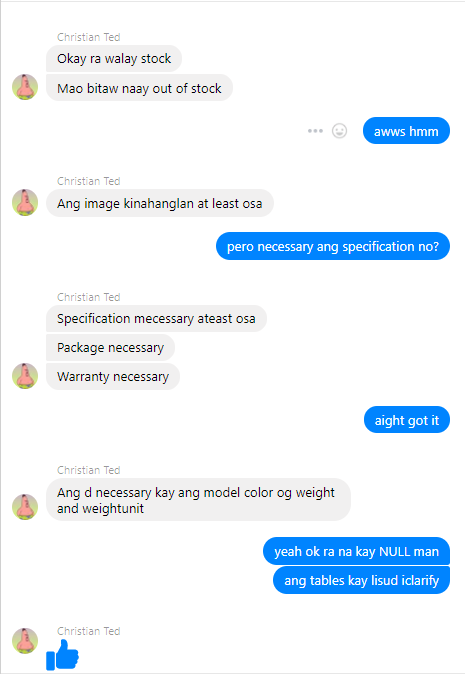 Christian Ted
Okay ra walay stock
Mao bitaw naay out of stock
awws hmm
Christian Ted
Ang image kinahanglan at least osa
pero necessary ang specification no?
Christian Ted
Specification mecessary ateast osa
Package necessary
Warranty necessary
aight got it
Christian Ted
Ang d necessary kay ang model color og weight
and weightunit
yeah ok ra na kay NULL man
ang tables kay lisud iclarify
Christian Ted